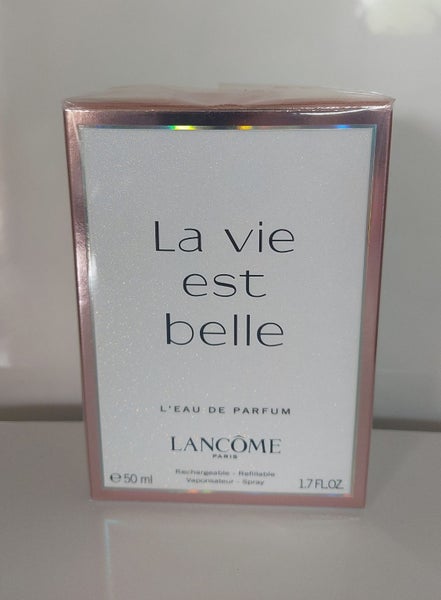 La vie
est
belle
L'EAU DE PARFUM
LANCÔME
PARIS
Rechargeable - Refillable
Vaporisateur - Spray
℮ 50 ml
1.7 FL.OZ